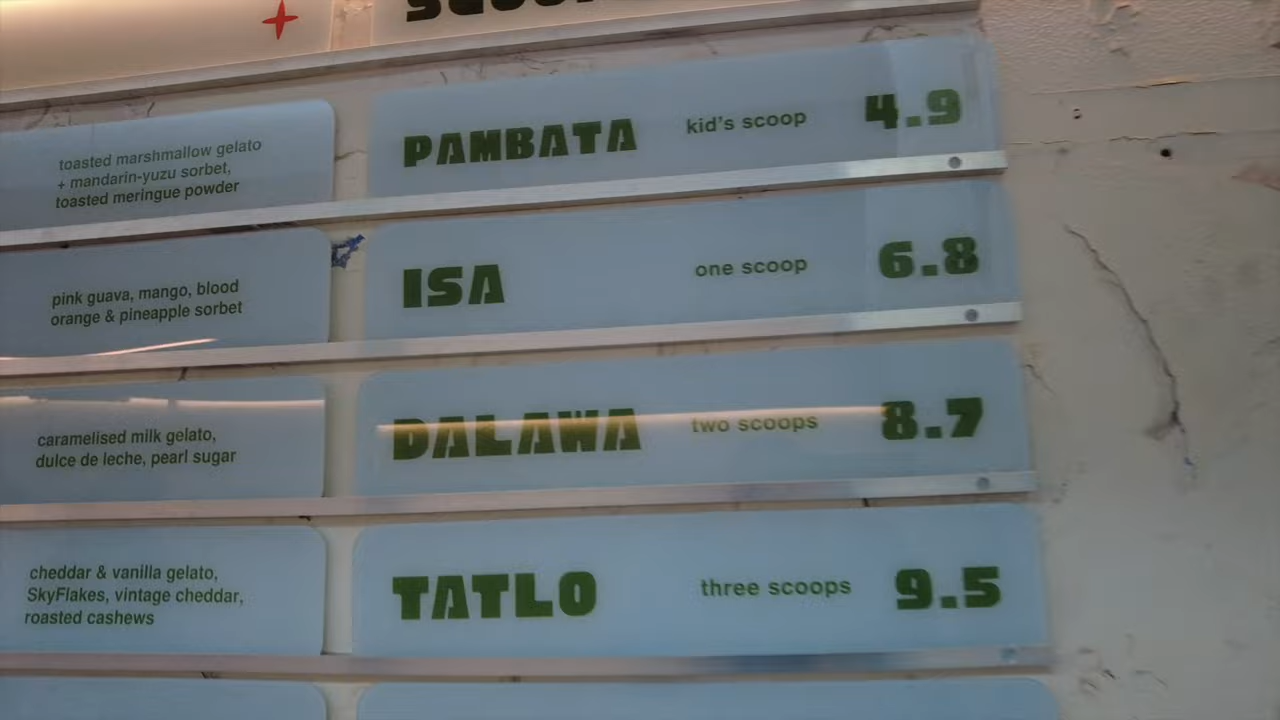 toasted marshmallow gelato
+ mandarin-yuzu sorbet,
toasted meringue powder
pink guava, mango, blood
orange & pineapple sorbet
caramelised milk gelato,
dulce de leche, pearl sugar
cheddar & vanilla gelato,
SkyFlakes, vintage cheddar,
roasted cashews
PAMBATA kid's scoop 4.9
ISA one scoop 6.8
DALAWA two scoops 8.7
TATLO three scoops 9.5